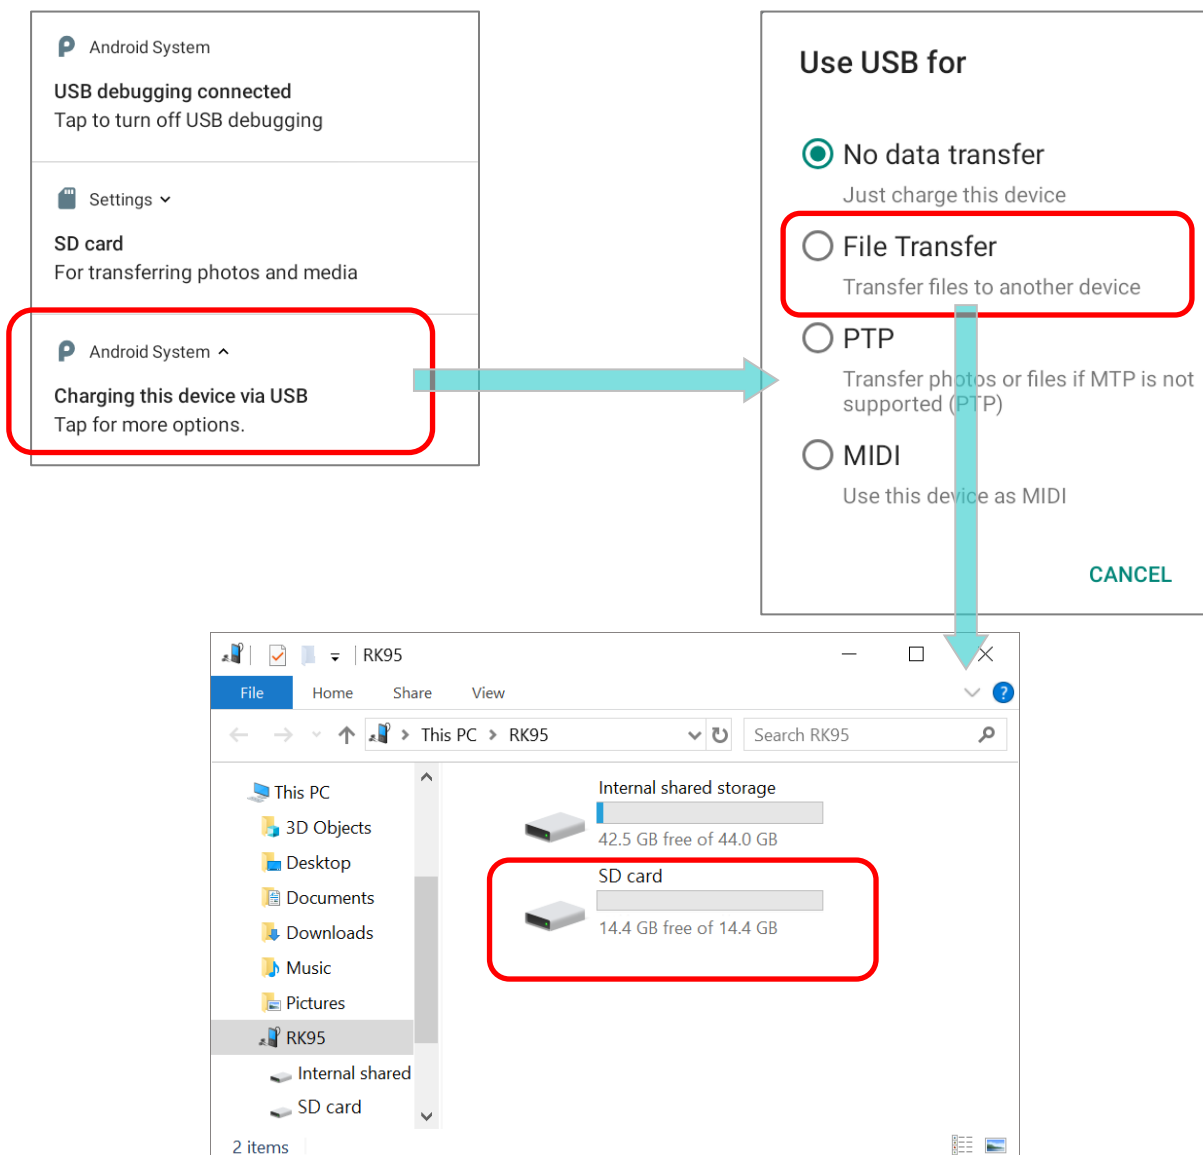 Android System
USB debugging connected
Tap to turn off USB debugging
Settings
SD card
For transferring photos and media
Android System
Charging this device via USB
Tap for more options.
Use USB for
No data transfer
Just charge this device
File Transfer
Transfer files to another device
PTP
Transfer photos or files if MTP is not
supported (PTP)
MIDI
Use this device as MIDI
CANCEL
RK95
File Home Share View
This PC > RK95
Search RK95
This PC
3D Objects
Desktop
Documents
Downloads
Music
Pictures
RK95
Internal shared
SD card
Internal shared storage
42.5 GB free of 44.0 GB
SD card
14.4 GB free of 14.4 GB
2 items